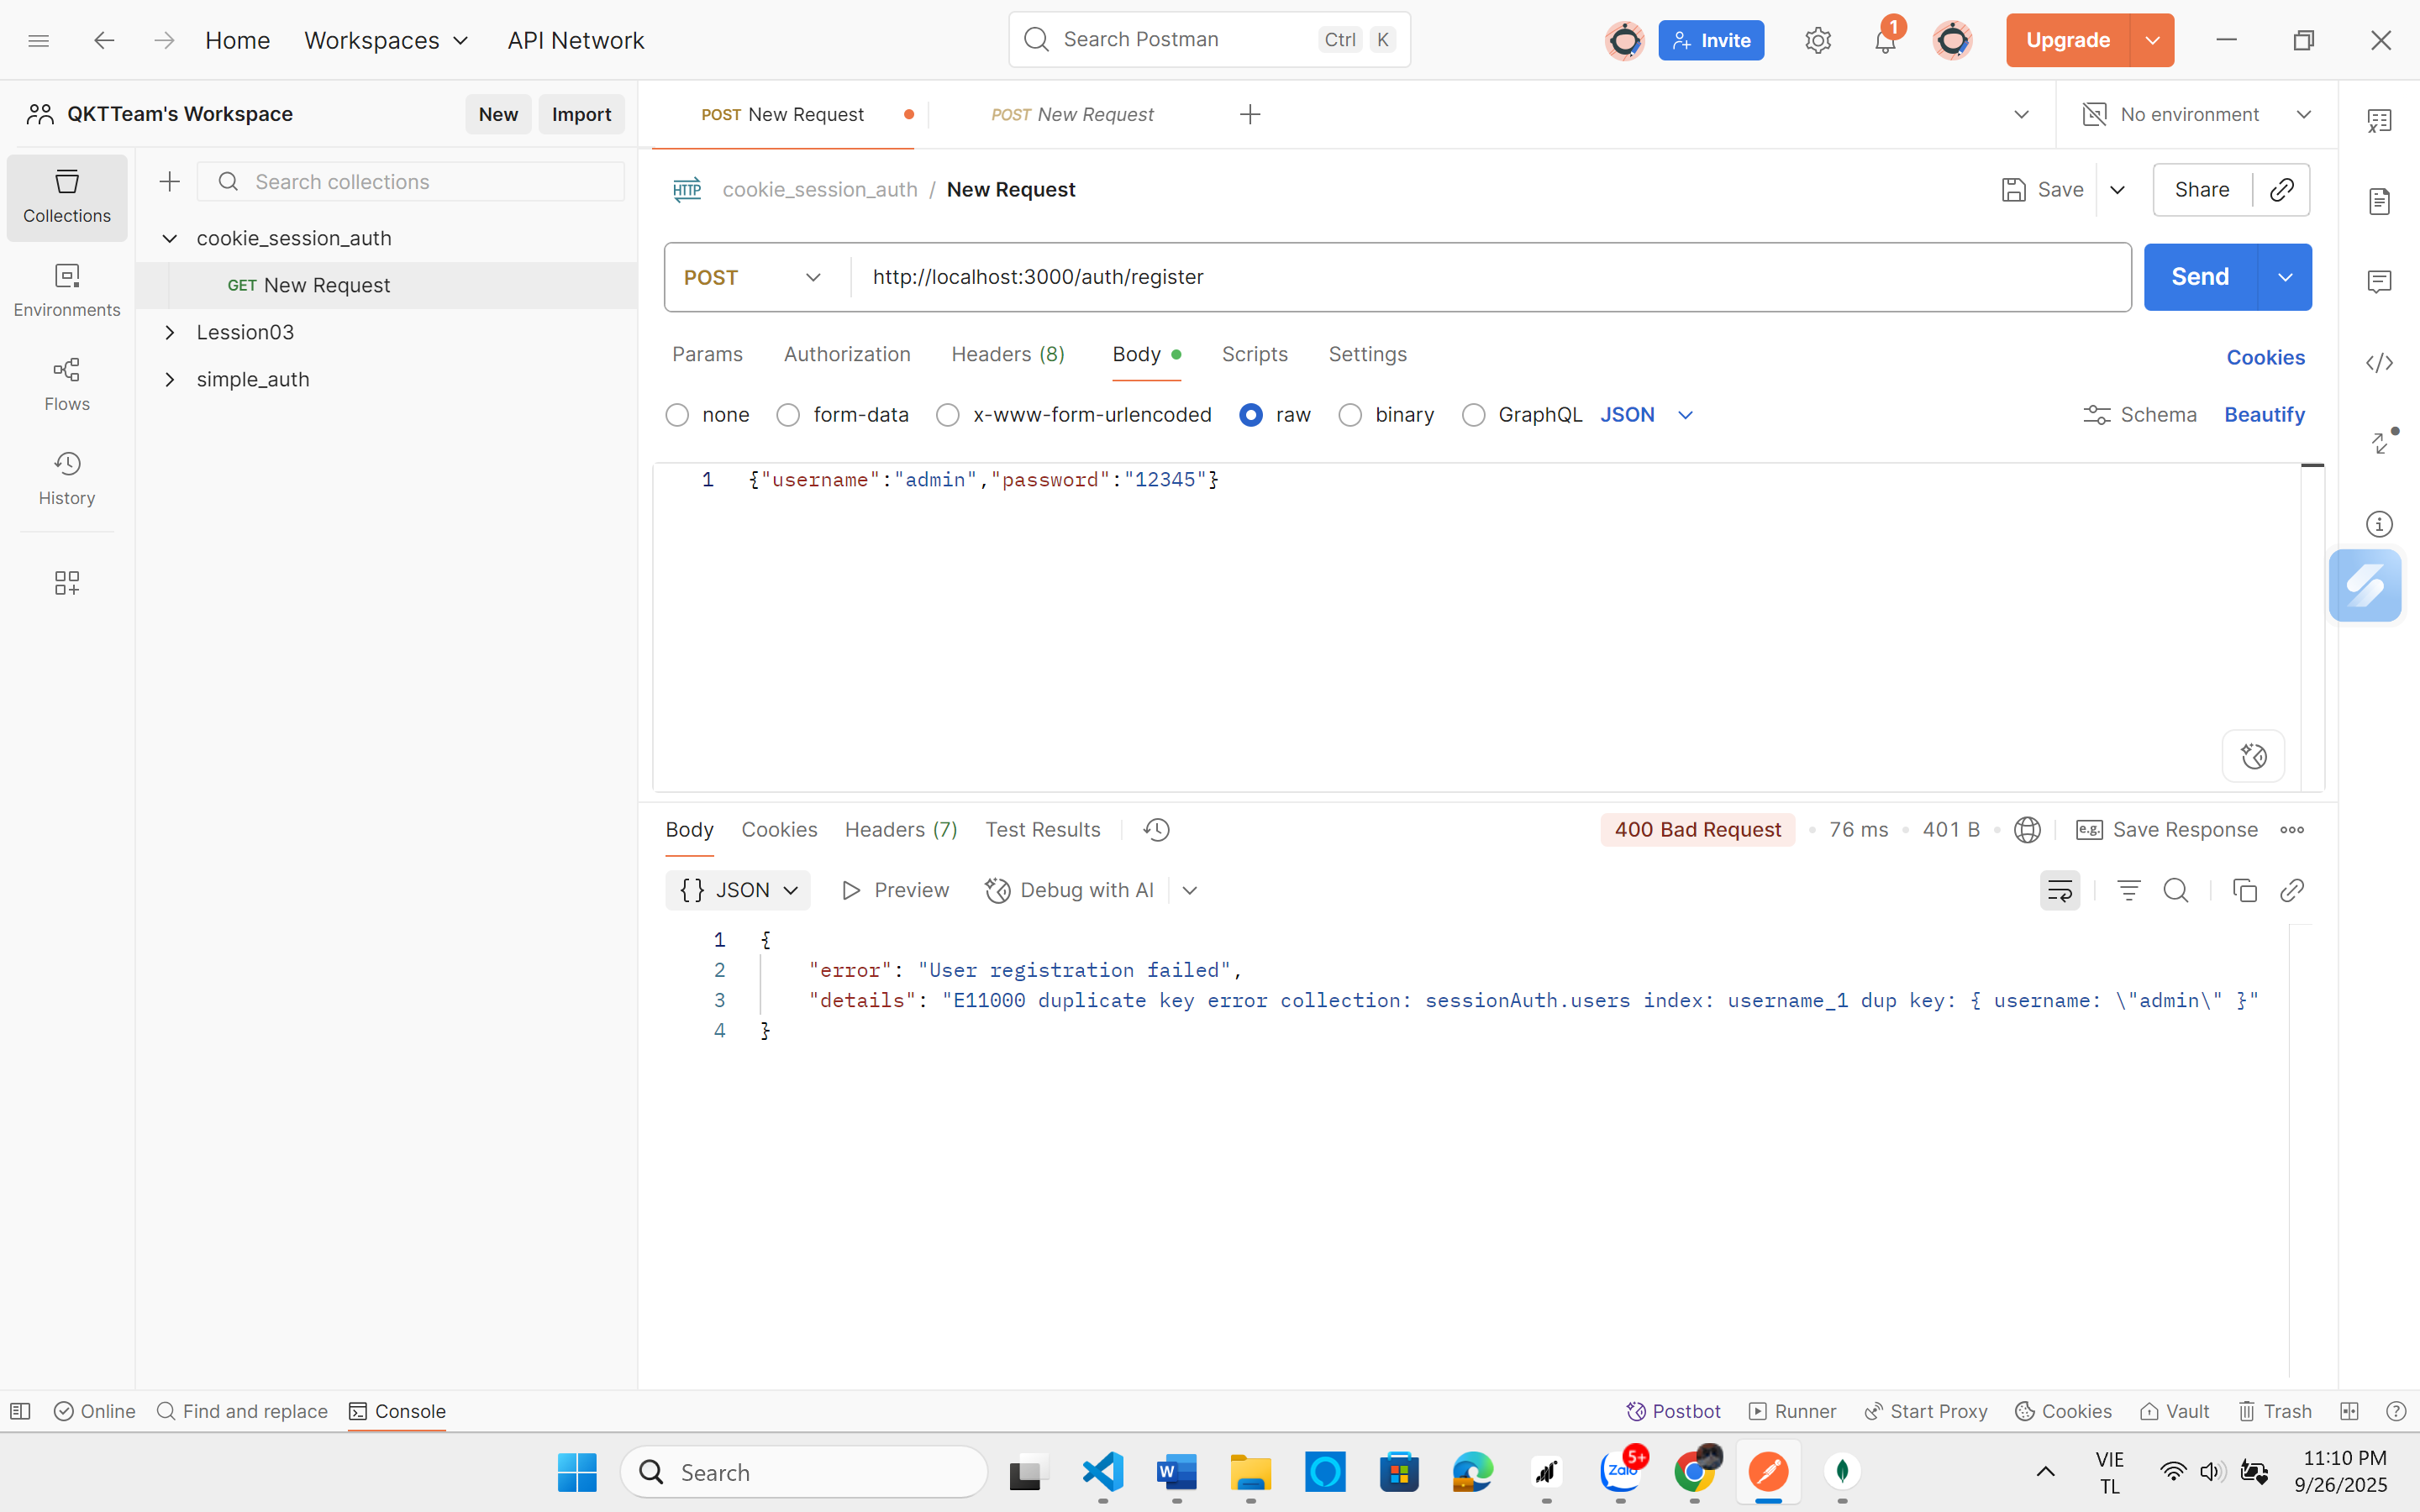 Home
Workspaces
API Network
Search Postman
Ctrl K
Invite
1
Upgrade
QKTTeam's Workspace
New
Import
POST New Request
POST New Request
No environment
Collections
Environments
Flows
History
Search collections
cookie_session_auth
GET New Request
Lession03
simple_auth
HTTP
cookie_session_auth / New Request
Save
Share
POST
http://localhost:3000/auth/register
Send
Params
Authorization
Headers (8)
Body
Scripts
Settings
Cookies
none
form-data
x-www-form-urlencoded
raw
binary
GraphQL
JSON
Schema
Beautify
1 {"username":"admin","password":"12345"}
Body
Cookies
Headers (7)
Test Results
400 Bad Request
76 ms
401 B
e.g. Save Response
{} JSON
Preview
Debug with AI
1 {
2 "error": "User registration failed",
3 "details": "E11000 duplicate key error collection: sessionAuth.users index: username_1 dup key: { username: \"admin\" }"
4 }
Online
Find and replace
Console
Postbot
Runner
Start Proxy
Cookies
Vault
Trash
Search
W
Zalo
5+
VIE
TL
11:10 PM
9/26/2025